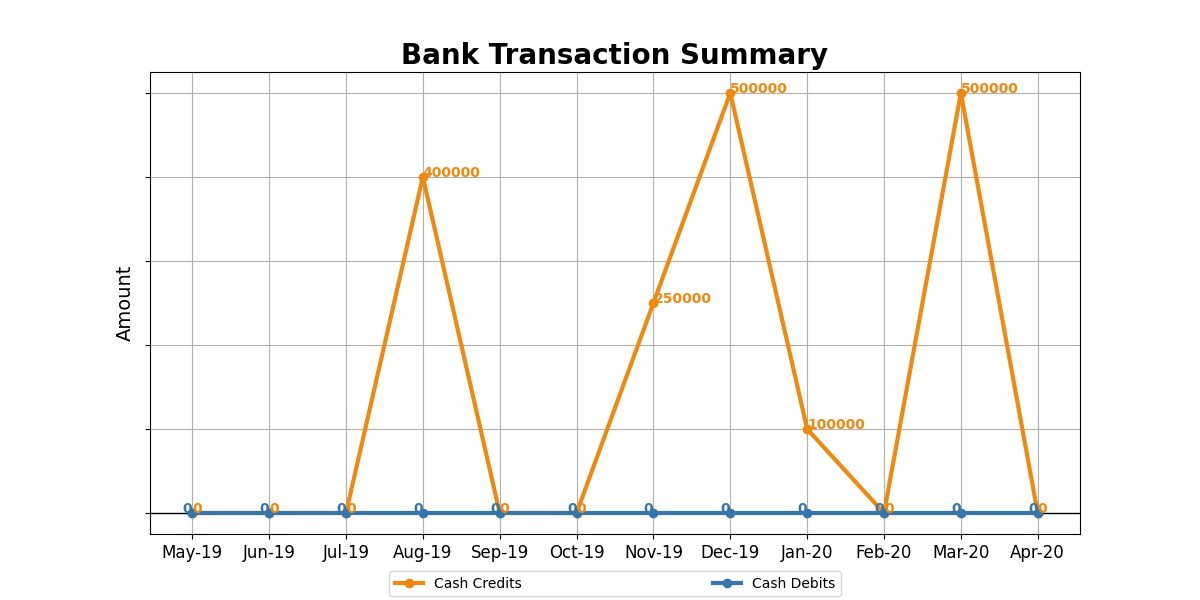 Bank Transaction Summary
500000 500000
400000
250000
100000
0 0 0 0 0 0 0 0 0 0 0 0 0 0 0 0 0 0 0 0
Amount
May-19 Jun-19 Jul-19 Aug-19 Sep-19 Oct-19 Nov-19 Dec-19 Jan-20 Feb-20 Mar-20 Apr-20
Cash Credits Cash Debits